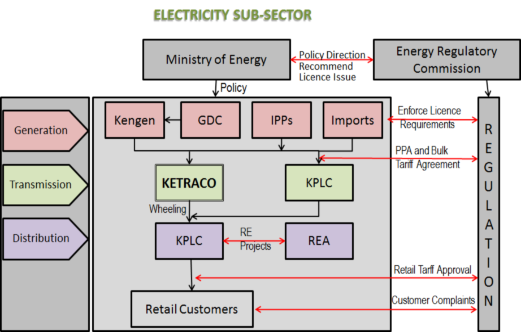 ELECTRICITY SUB-SECTOR
Ministry of Energy
Policy Direction
Recommend
Licence Issue
Energy Regulatory
Commission
Policy
Generation
Kengen
GDC
IPPs
Imports
Enforce Licence
Requirements
PPA and Bulk
Tariff Agreement
Transmission
KETRACO
KPLC
Wheeling
Distribution
KPLC
RE
Projects
REA
REGULATION
Retail Tarff Approval
Retail Customers
Customer Complaints